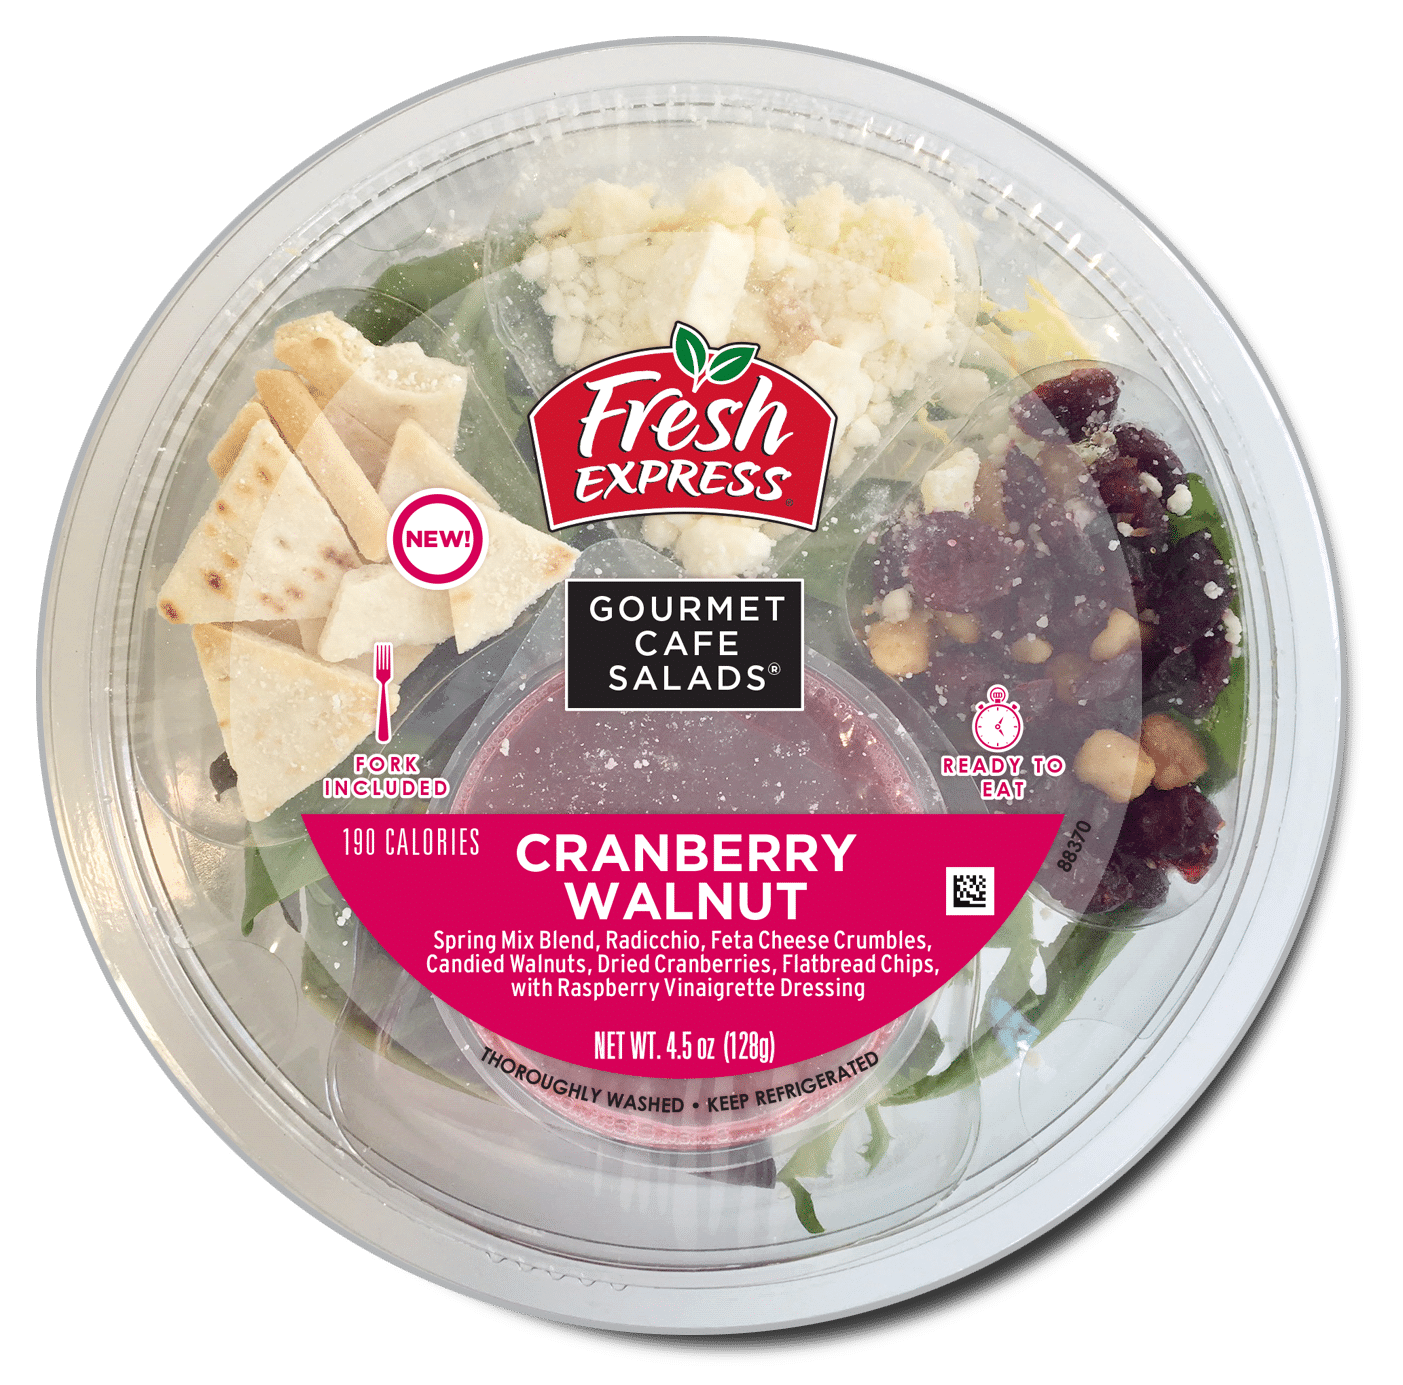 Fresh
EXPRESS
NEW!
GOURMET
CAFE
SALADS®
FORK
INCLUDED
READY TO
EAT
190 CALORIES
CRANBERRY
WALNUT
88370
Spring Mix Blend, Radicchio, Feta Cheese Crumbles,
Candied Walnuts, Dried Cranberries, Flatbread Chips,
with Raspberry Vinaigrette Dressing
NET WT. 4.5 oz (128g)
THOROUGHLY WASHED • KEEP REFRIGERATED